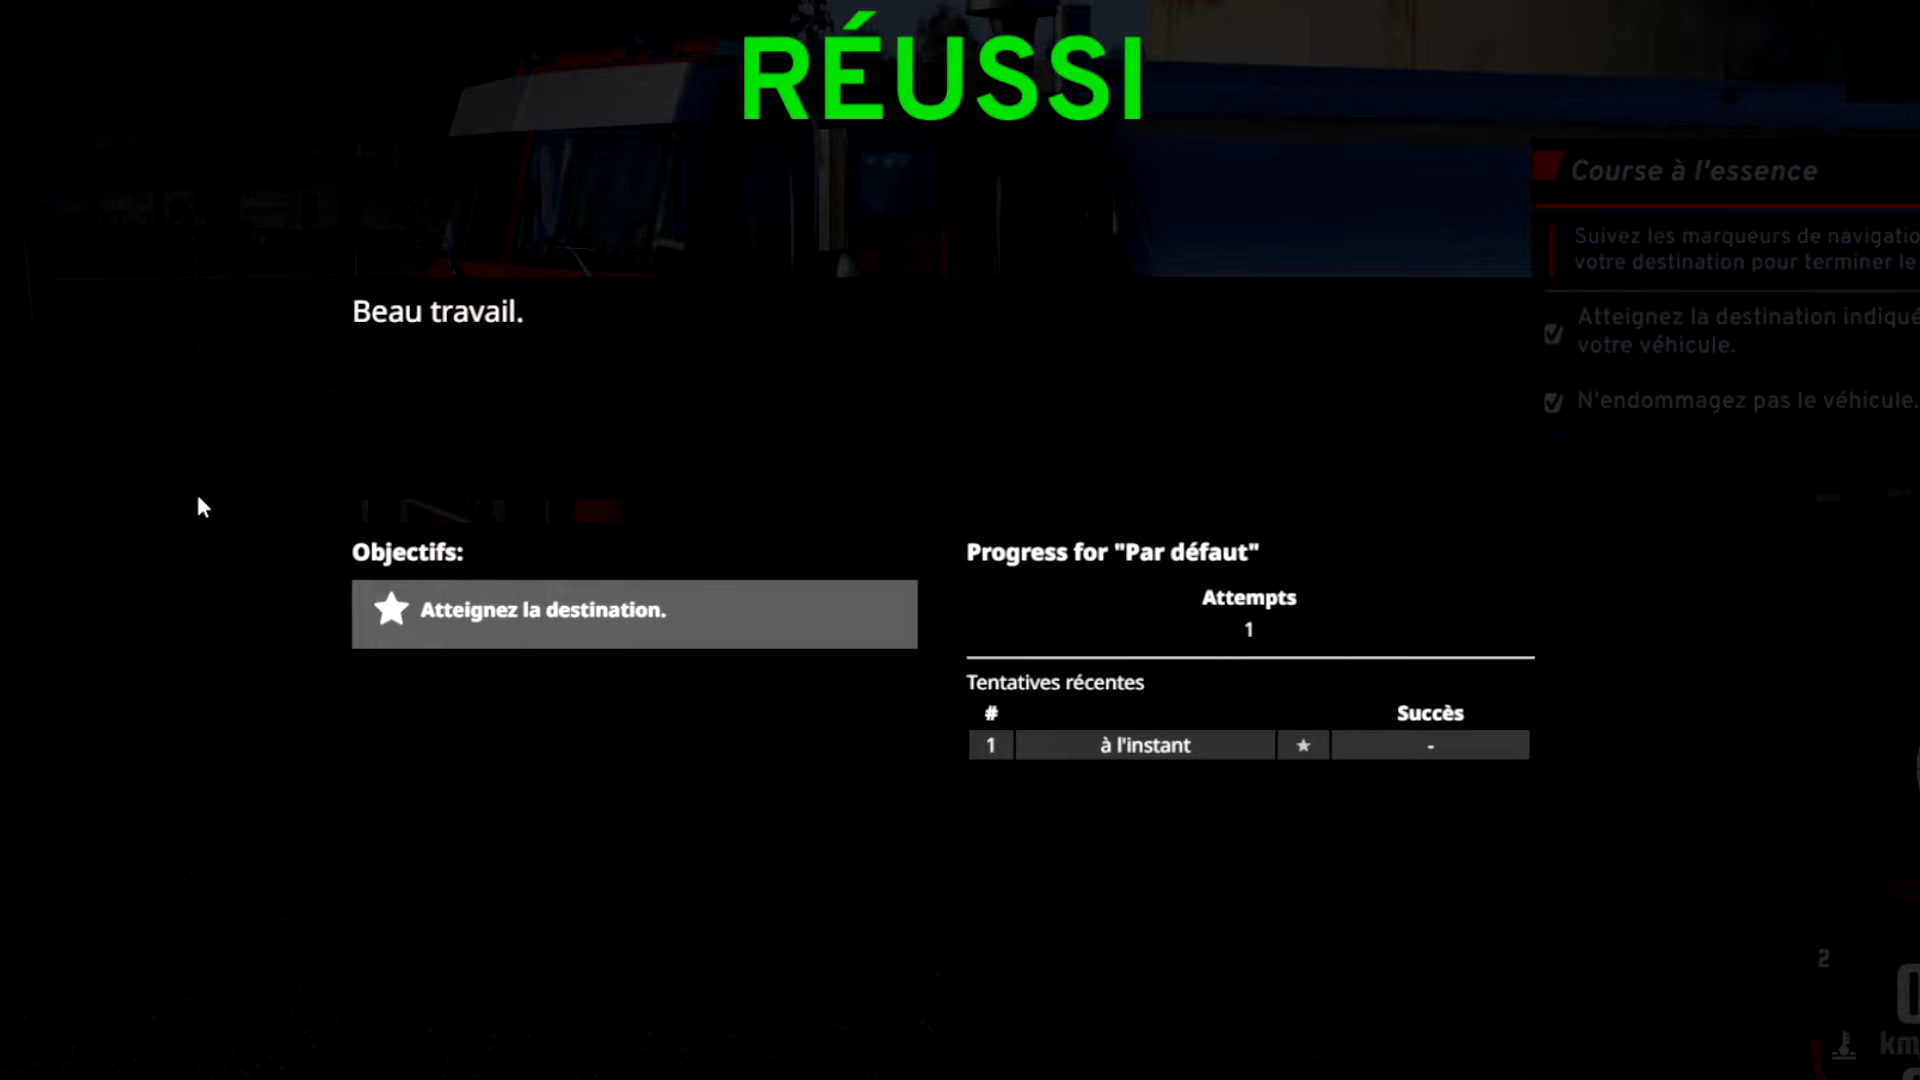 RÉUSSI
Course à l'essence
Suivez les marqueurs de navigatio
votre destination pour terminer le
Beau travail.
Atteignez la destination indiqué
votre véhicule.
N'endommagez pas le véhicule.
Objectifs:
Atteignez la destination.
Progress for "Par défaut"
Attempts
1
Tentatives récentes
# Succès
1 à l'instant ★ -
2
0
km